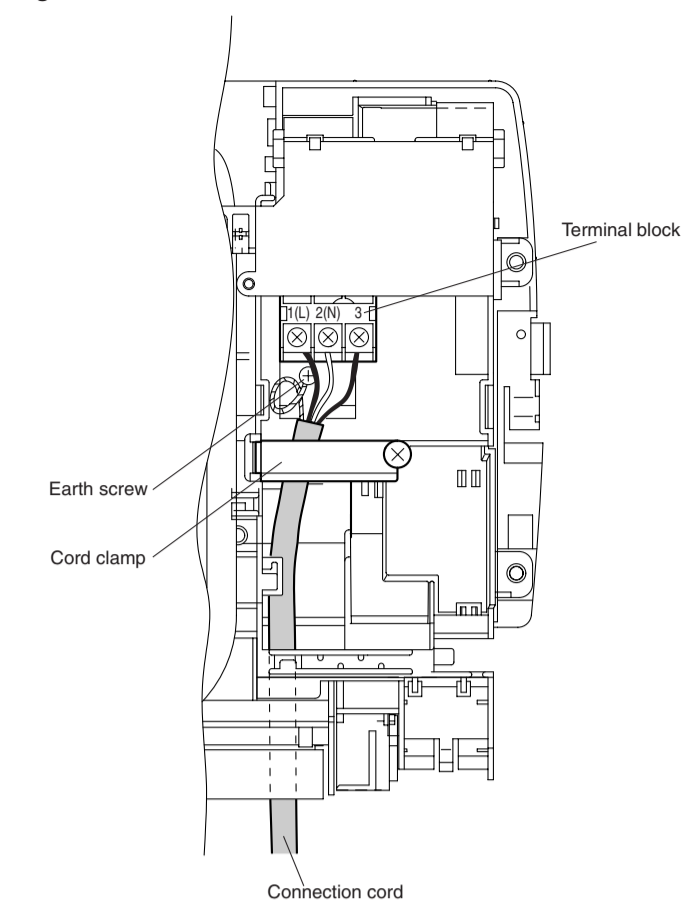 Terminal block
1(L) 2(N) 3
Earth screw
Cord clamp
Connection cord